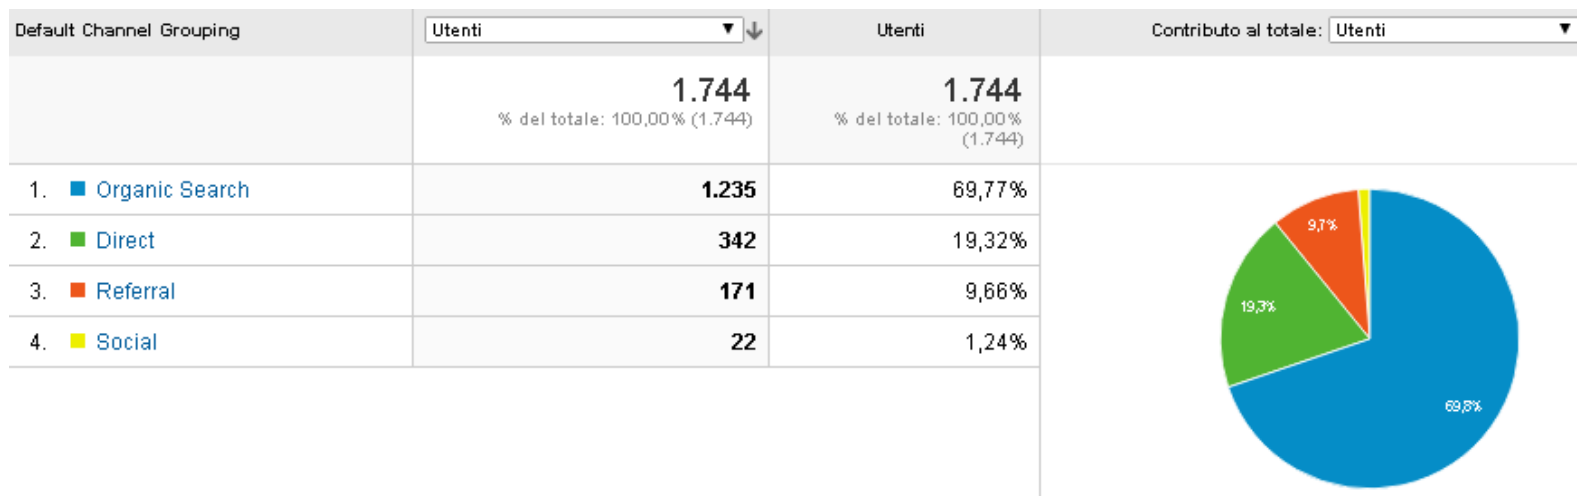 Default Channel Grouping Utenti Utenti Contributo al totale: Utenti
1.744 1.744
% del totale: 100,00% (1.744) % del totale: 100,00%
(1.744)
1. Organic Search 1.235 69,77%
2. Direct 342 19,32%
3. Referral 171 9,66%
4. Social 22 1,24%
9,7%
19,3%
69,8%